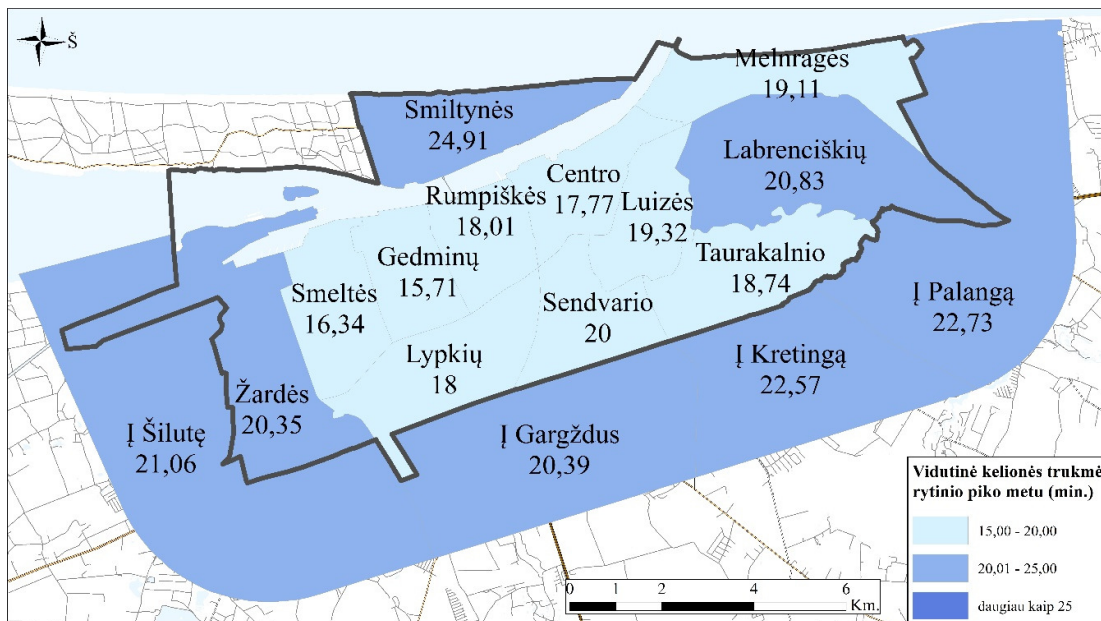 Š
Smiltynės
24,91
Melnragės
19,11
Labrenciškių
20,83
Centro
17,77
Rumpiškės
18,01
Luizės
19,32
Taurakalnio
18,74
Gedminų
15,71
Smeltės
16,34
Sendvario
20
Lypkių
18
Žardės
20,35
Į Šilutę
21,06
Į Gargždus
20,39
Į Kretingą
22,57
Į Palangą
22,73
Vidutinė kelionės trukmė
rytinio piko metu (min.)
15,00 - 20,00
20,01 - 25,00
daugiau kaip 25
0 1 2 4 6
Km.